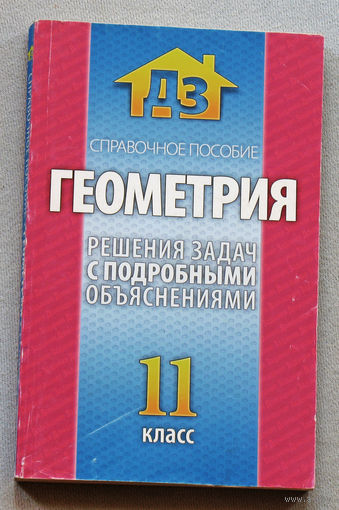 ДЗ
СПРАВОЧНОЕ ПОСОБИЕ
ГЕОМЕТРИЯ
РЕШЕНИЯ ЗАДАЧ
С ПОДРОБНЫМИ
ОБЪЯСНЕНИЯМИ
11
класс